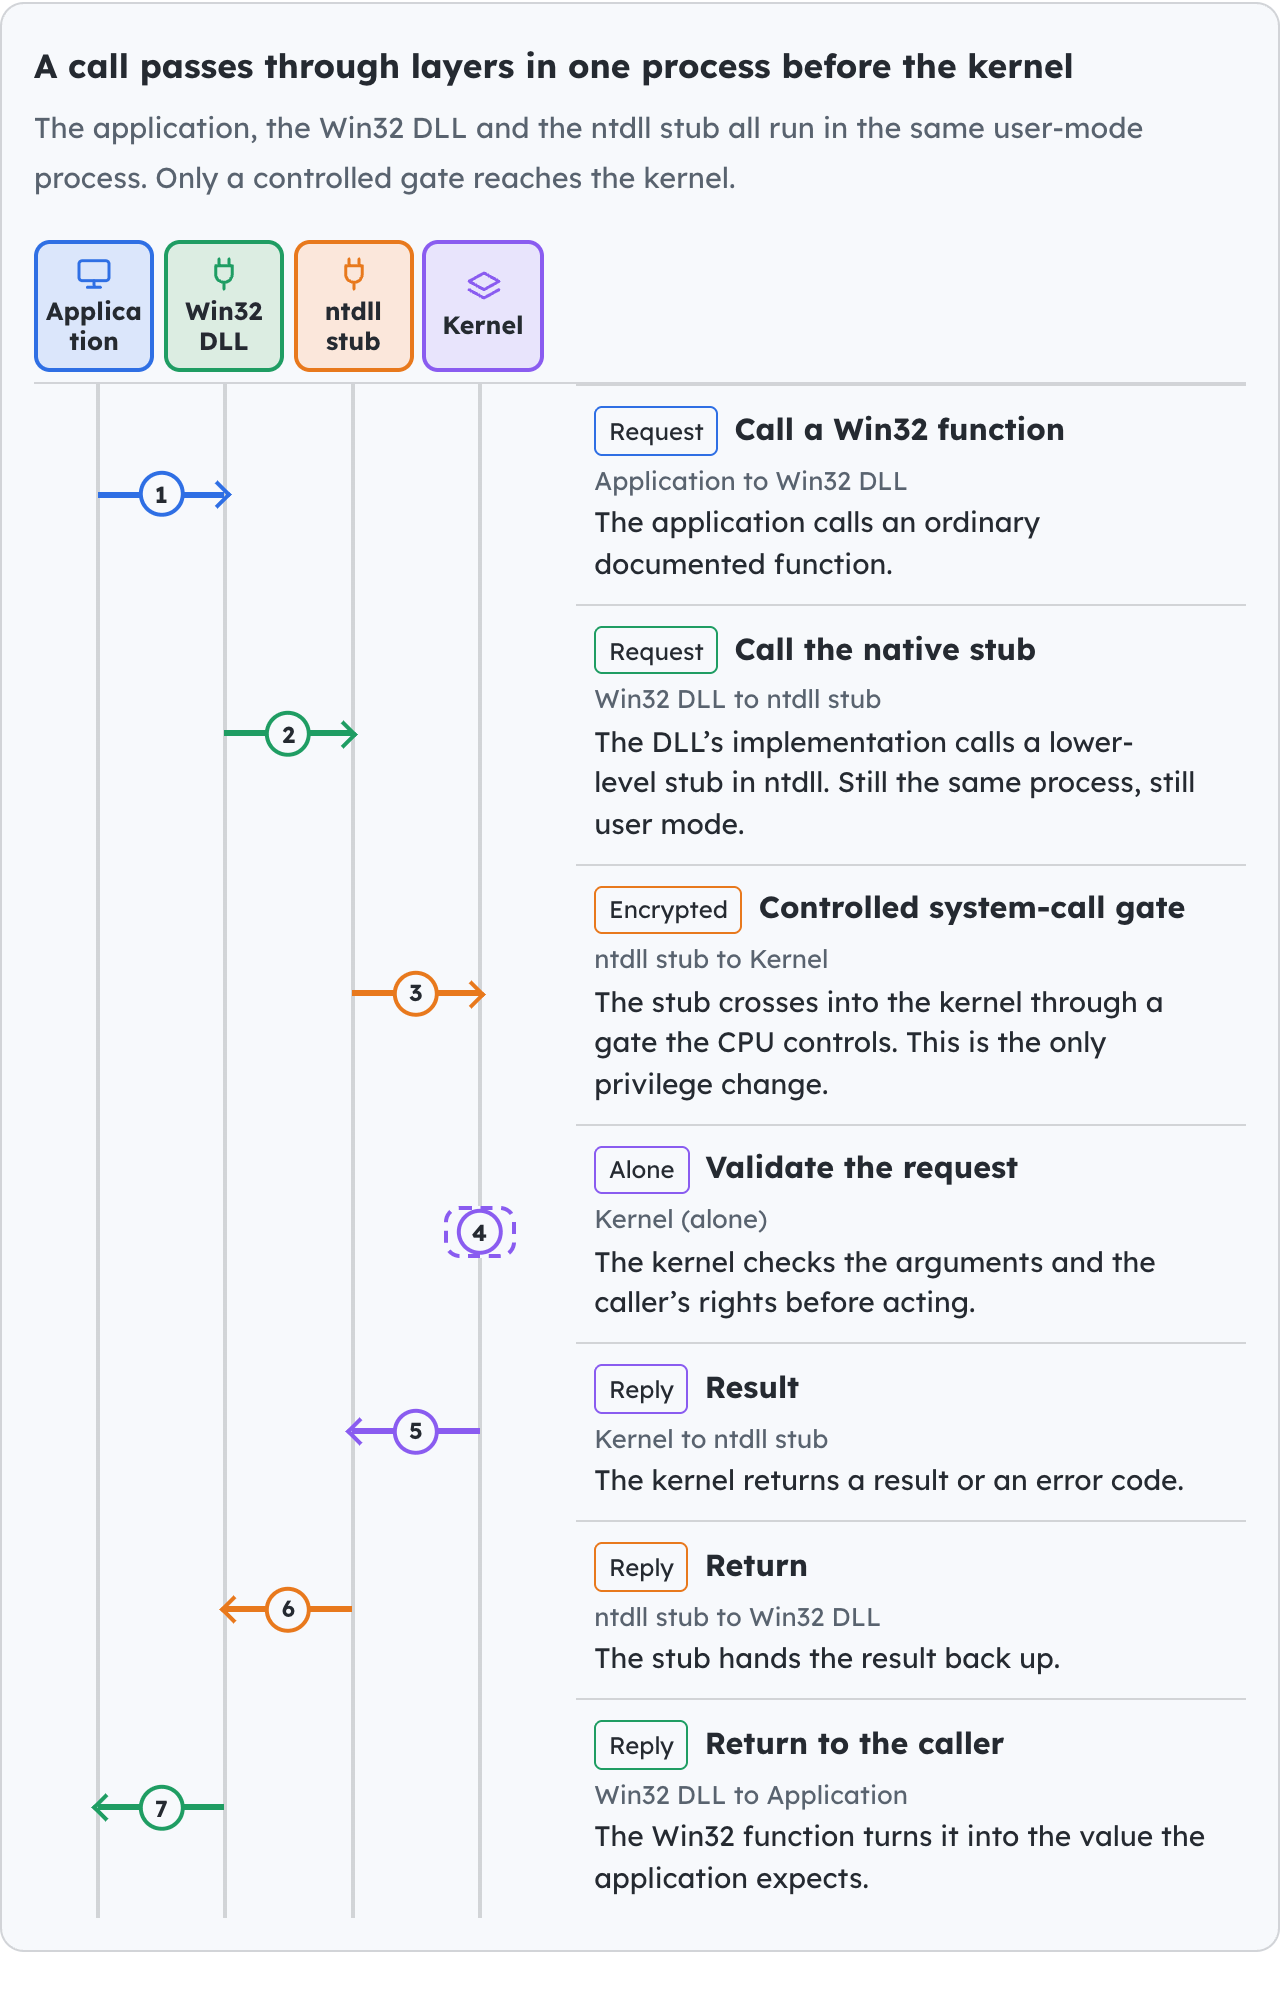 A call passes through layers in one process before the kernel
The application, the Win32 DLL and the ntdll stub all run in the same user-mode
process. Only a controlled gate reaches the kernel.
Applica
tion
Win32
DLL
ntdll
stub
Kernel
Request Call a Win32 function
Application to Win32 DLL
1
The application calls an ordinary
documented function.
Request Call the native stub
Win32 DLL to ntdll stub
2
The DLL’s implementation calls a lower-
level stub in ntdll. Still the same process, still
user mode.
Encrypted Controlled system-call gate
ntdll stub to Kernel
3
The stub crosses into the kernel through a
gate the CPU controls. This is the only
privilege change.
Alone Validate the request
Kernel (alone)
4
The kernel checks the arguments and the
caller’s rights before acting.
Reply Result
5
Kernel to ntdll stub
The kernel returns a result or an error code.
Reply Return
6
ntdll stub to Win32 DLL
The stub hands the result back up.
Reply Return to the caller
Win32 DLL to Application
7
The Win32 function turns it into the value the
application expects.